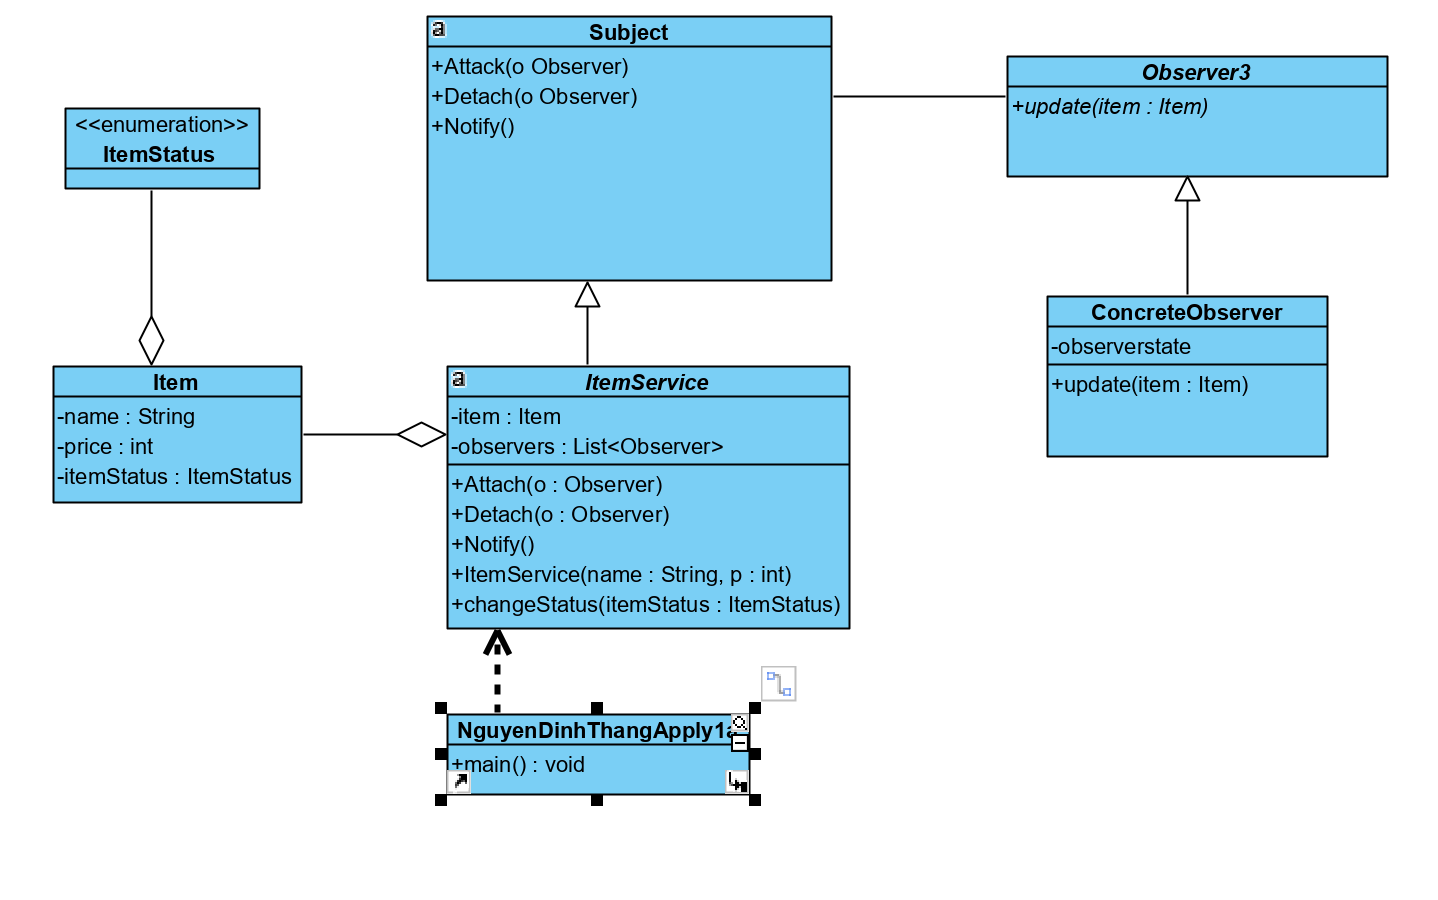 a
Subject
+Attack(o Observer)
+Detach(o Observer)
+Notify()
Observer3
+update(item : Item)
<<enumeration>>
ItemStatus
Item
-name : String
-price : int
-itemStatus : ItemStatus
a
ItemService
-item : Item
-observers : List<Observer>
+Attach(o : Observer)
+Detach(o : Observer)
+Notify()
+ItemService(name : String, p : int)
+changeStatus(itemStatus : ItemStatus)
ConcreteObserver
-observerstate
+update(item : Item)
NguyenDinhThangApply1a
+main() : void